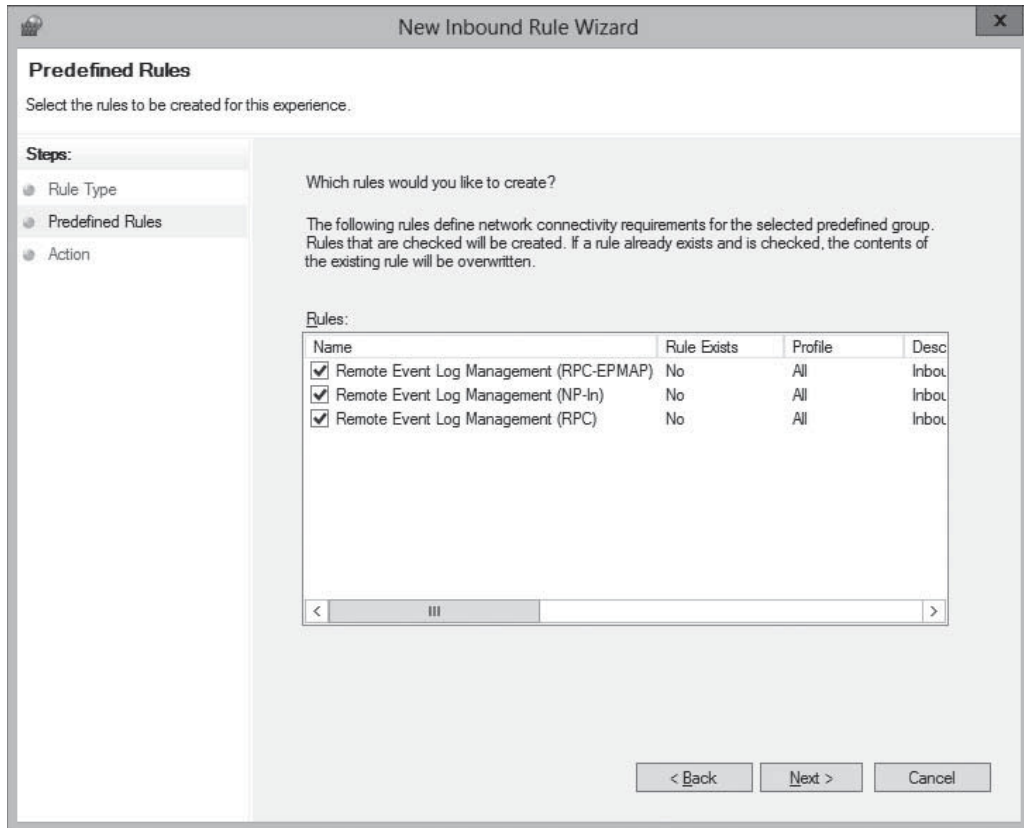 New Inbound Rule Wizard
x
Predefined Rules
Select the rules to be created for this experience.
Steps:
Rule Type
Predefined Rules
Action
Which rules would you like to create?
The following rules define network connectivity requirements for the selected predefined group.
Rules that are checked will be created. If a rule already exists and is checked, the contents of
the existing rule will be overwritten.
Rules:
Name Rule Exists Profile Desc
Remote Event Log Management (RPC-EPMAP) No All Inbou
Remote Event Log Management (NP-In) No All Inbou
Remote Event Log Management (RPC) No All Inbou
< Back Next > Cancel